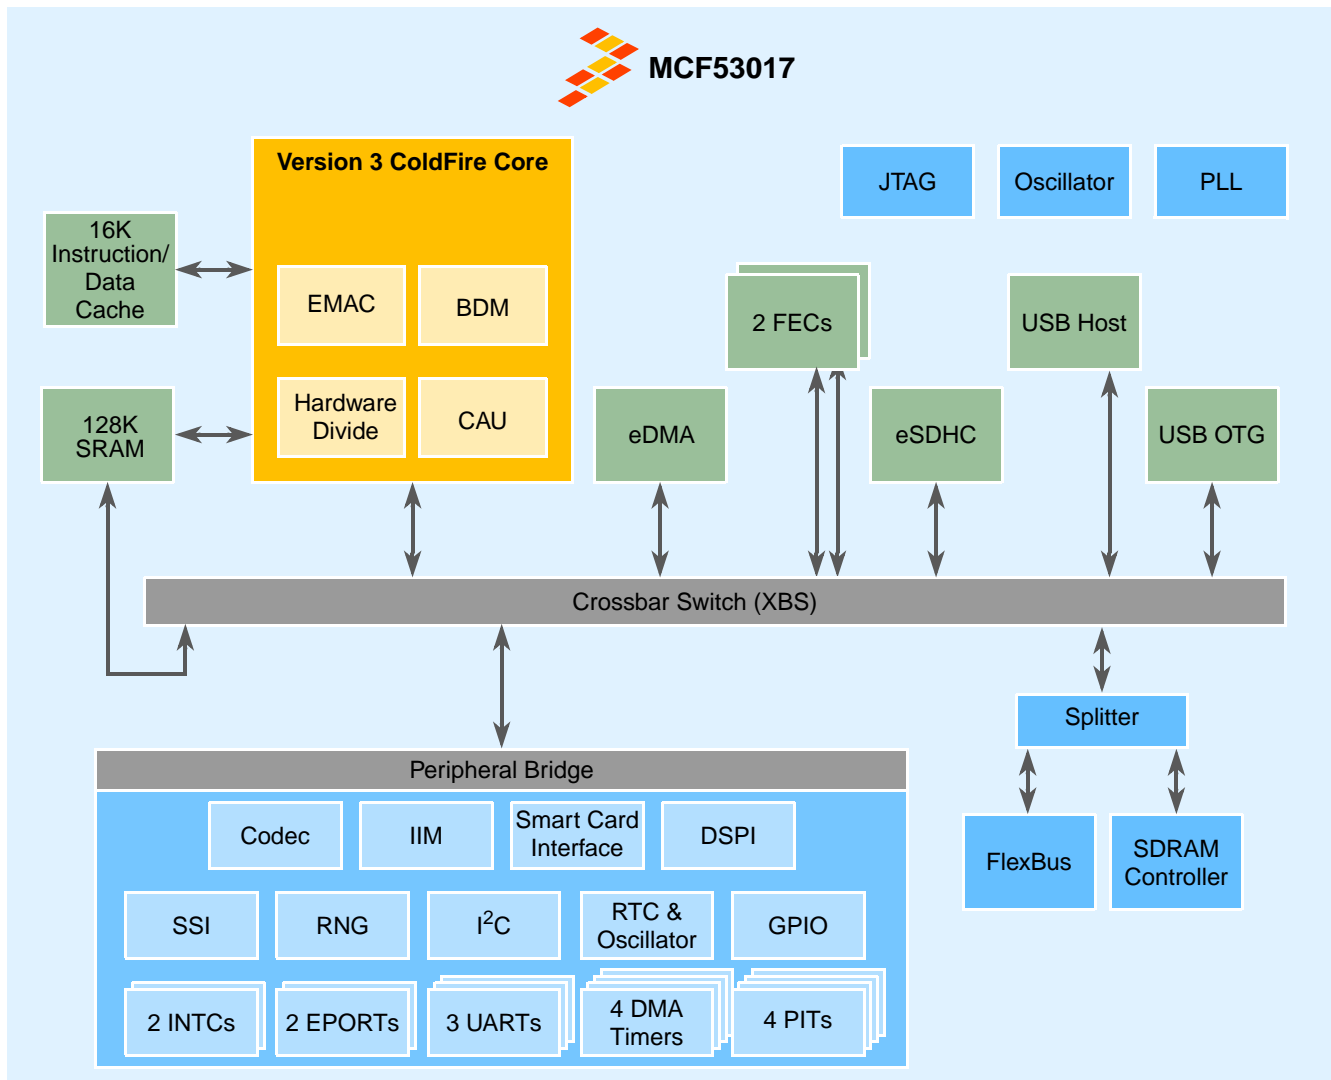 MCF53017
Version 3 ColdFire Core
JTAG
Oscillator
PLL
16K
Instruction/
Data
Cache
EMAC
BDM
2 FECs
USB Host
128K
SRAM
Hardware
Divide
CAU
eDMA
eSDHC
USB OTG
Crossbar Switch (XBS)
Splitter
Peripheral Bridge
Codec
IIM
Smart Card
Interface
DSPI
FlexBus
SDRAM
Controller
SSI
RNG
I²C
RTC &
Oscillator
GPIO
2 INTCs
2 EPORTs
3 UARTs
4 DMA
Timers
4 PITs